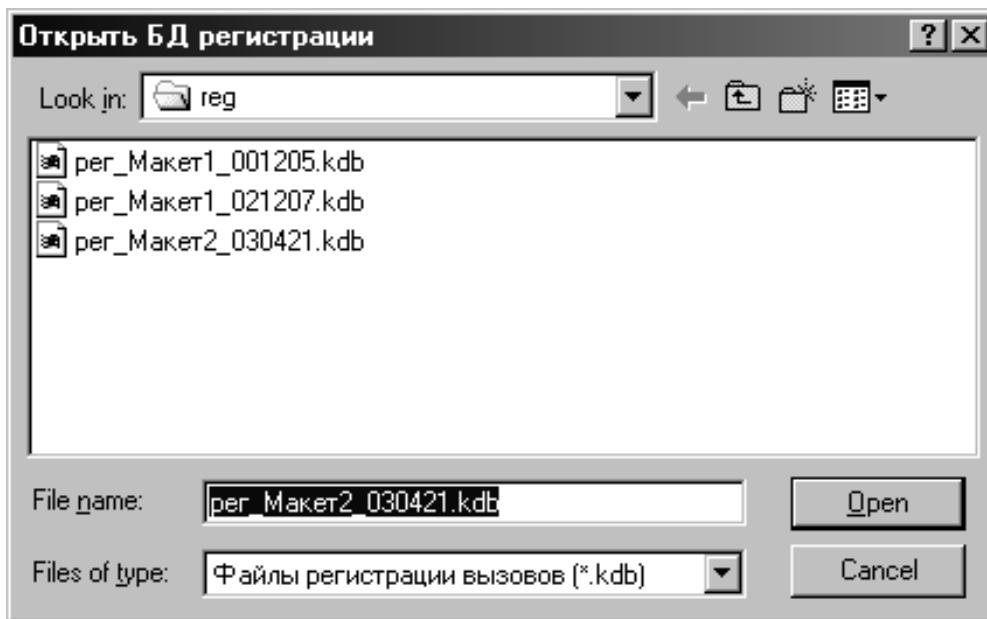 Открыть БД регистрации
Look in: reg
рег_Макет1_001205.kdb
рег_Макет1_021207.kdb
рег_Макет2_030421.kdb
File name: рег_Макет2_030421.kdb Open
Files of type: Файлы регистрации вызовов (*.kdb) Cancel